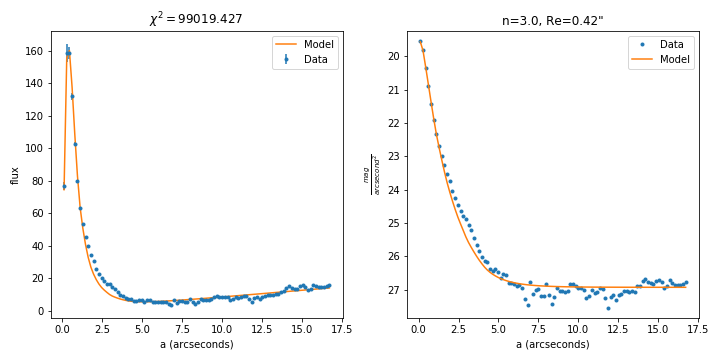 χ² = 99019.427
Model
Data
flux
160
140
120
100
80
60
40
20
0
0.0 2.5 5.0 7.5 10.0 12.5 15.0 17.5
a (arcseconds)
n=3.0, Re=0.42"
Data
Model
mag
arcsecond²
20
21
22
23
24
25
26
27
0.0 2.5 5.0 7.5 10.0 12.5 15.0 17.5
a (arcseconds)